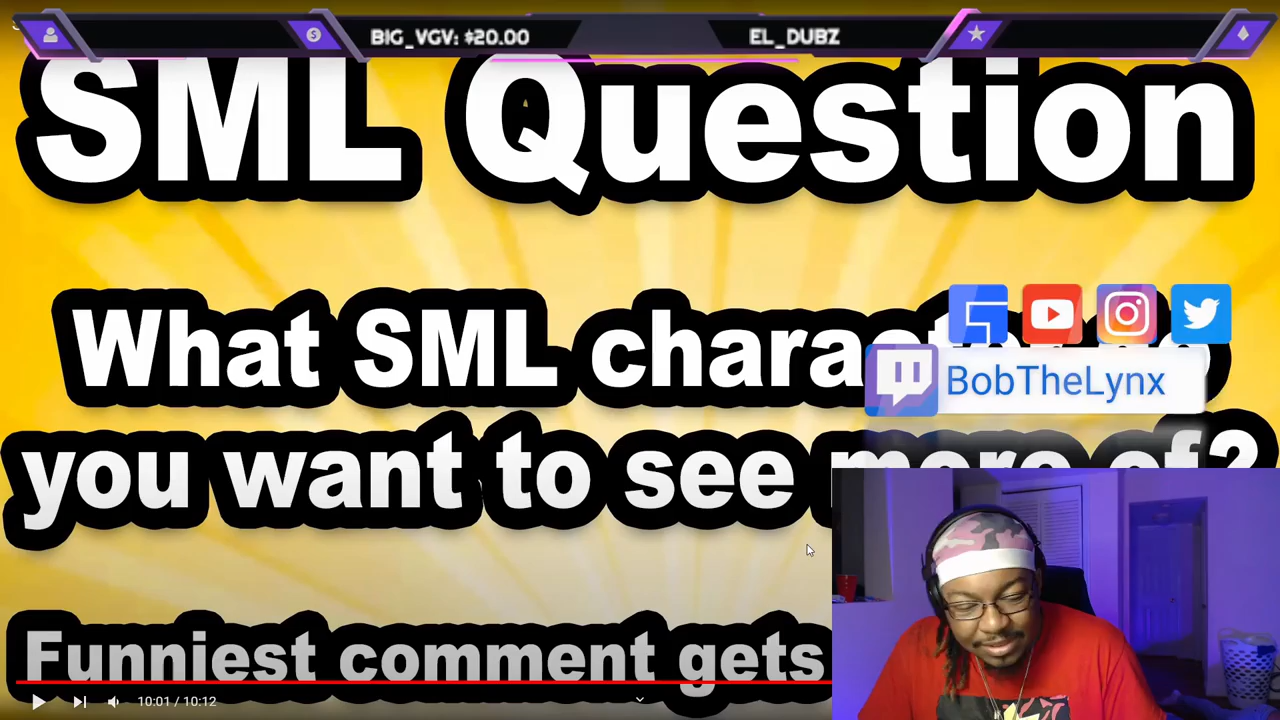 BIG_VGV: $20.00
EL_DUBZ
SML Question
What SML
you want to see
BobTheLynx
Funniest comment gets
10:01 / 10:12